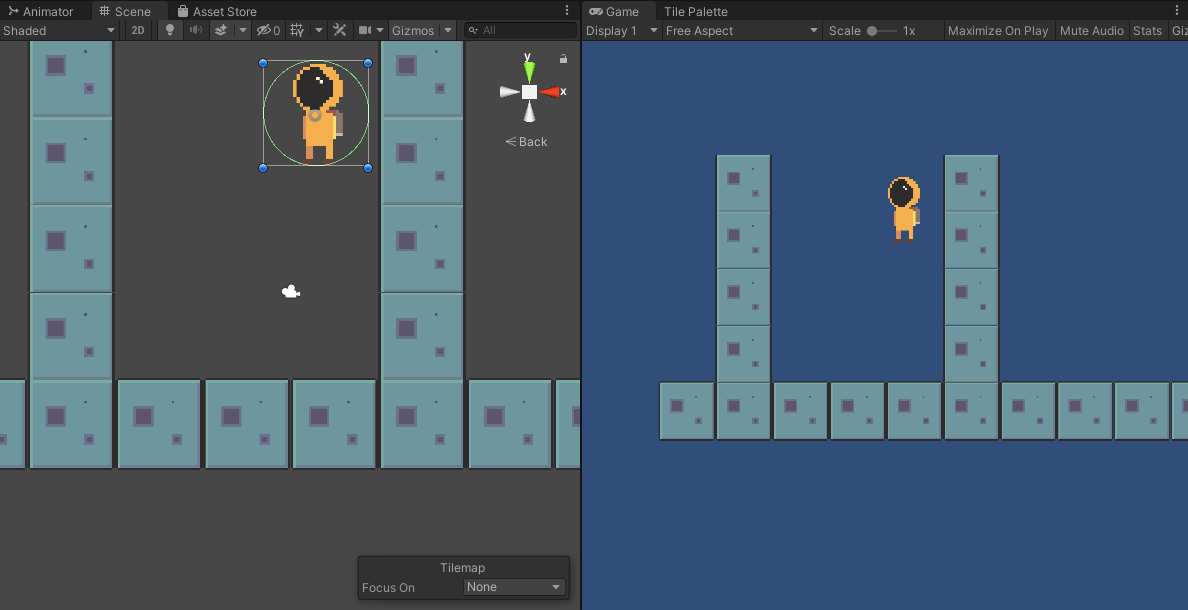 Animator Scene Asset Store
Shaded 2D 0 Gizmos All
y
x
Back
Tilemap
Focus On None
Game Tile Palette
Display 1 Free Aspect Scale 1x Maximize On Play Mute Audio Stats Giz